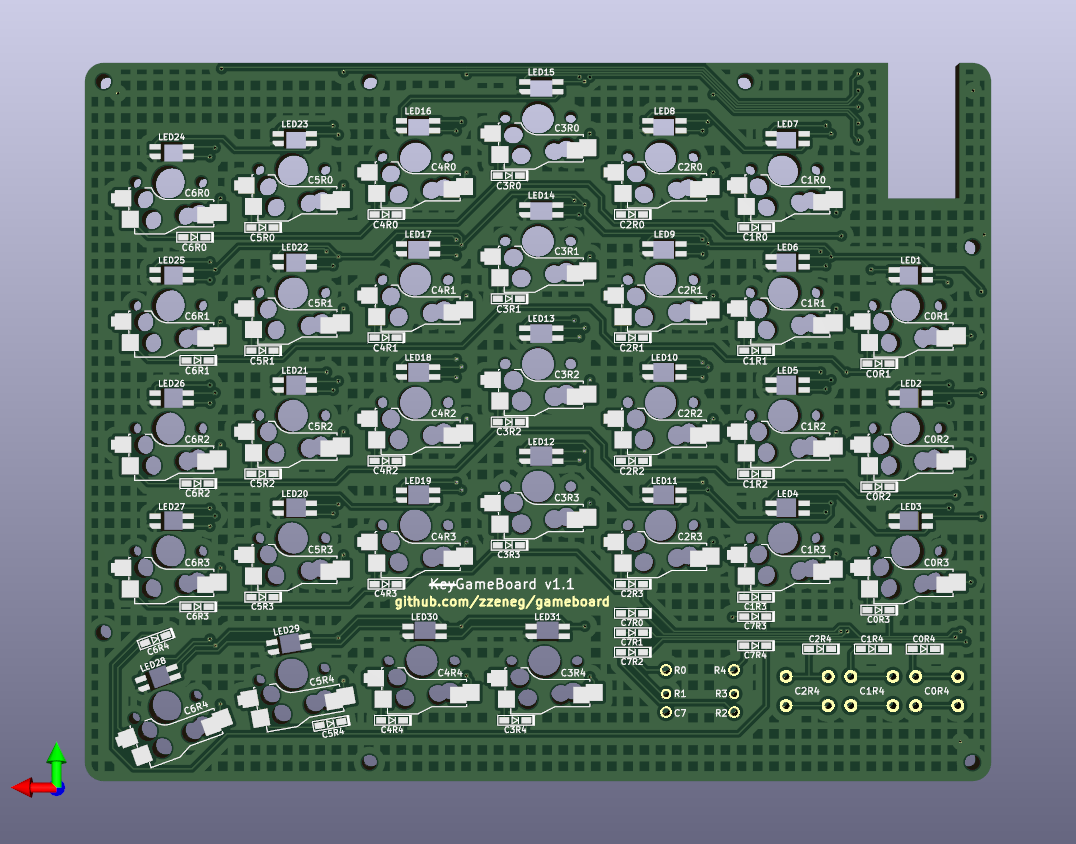 LED15
LED16
LED8
LED23
LED7
LED24
C3R0
C4R0
C2R0
C5R0
C1R0
C3R0
C6R0
LED14
C4R0
C2R0
C5R0
C1R0
LED17
LED9
C6R0
LED22
LED6
C3R1
LED25
LED1
C4R1
C2R1
C5R1
C1R1
C3R1
C6R1
C0R1
LED13
C4R1
C2R1
C5R1
C1R1
LED18
LED10
C6R1
C0R1
LED21
LED5
C3R2
LED26
LED2
C4R2
C2R2
C5R2
C1R2
C3R2
C6R2
C0R2
LED12
C4R2
C2R2
C5R2
C1R2
LED19
LED11
C6R2
C0R2
LED20
LED4
C3R3
LED27
LED3
C4R3
C2R3
C5R3
C1R3
C3R3
C6R3
C0R3
KeyGameBoard v1.1
C4R3
C2R3
github.com/zzeneg/gameboard
C5R3
C1R3
C6R3
C0R3
LED30
LED31
C7R0
C7R3
LED29
C7R1
C2R4
C1R4
C0R4
C6R4
C7R2
C7R4
LED28
R0
R4
C4R4
C3R4
C5R4
R1
R3
C2R4
C1R4
C0R4
C7
R2
C6R4
C5R4
C4R4
C3R4